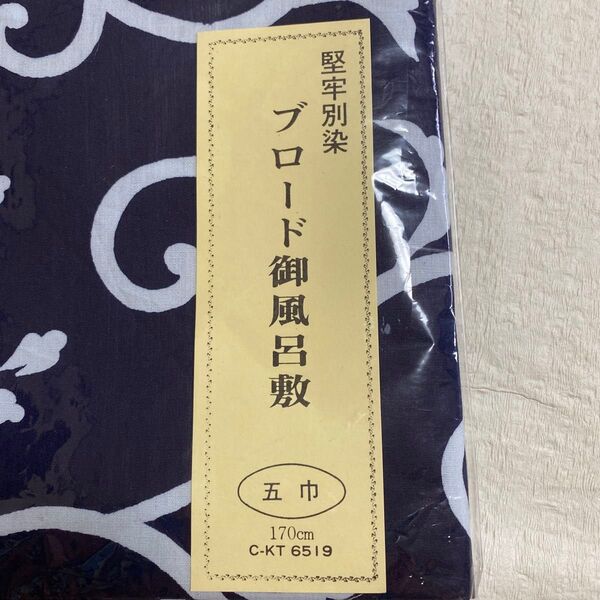 堅牢別染
ブロード御風呂敷
五巾
170cm
C-KT 6519